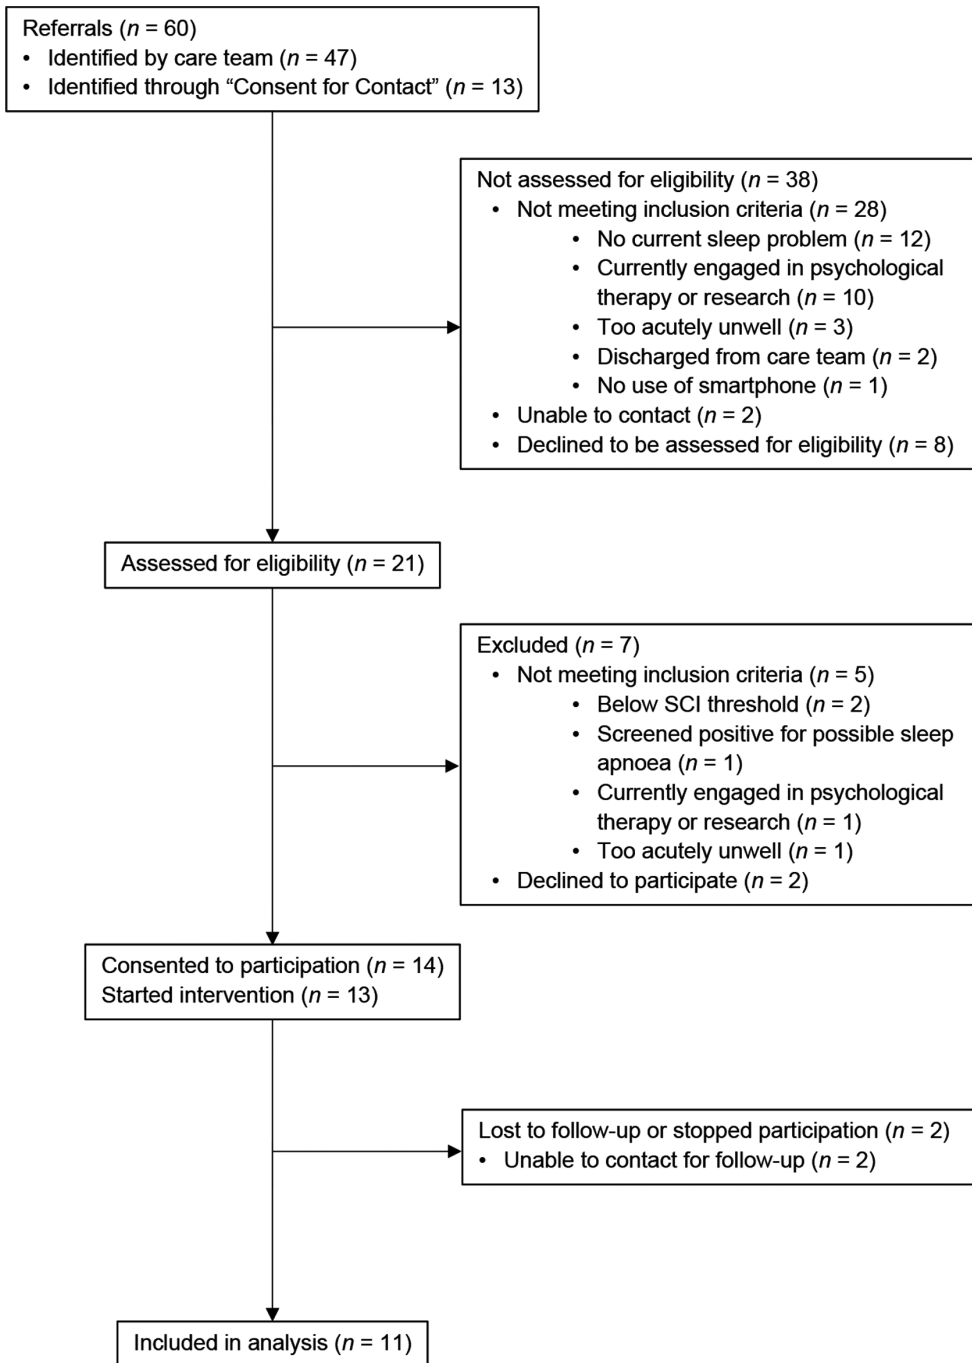 Referrals (n = 60)
• Identified by care team (n = 47)
• Identified through “Consent for Contact” (n = 13)
Not assessed for eligibility (n = 38)
• Not meeting inclusion criteria (n = 28)
• No current sleep problem (n = 12)
• Currently engaged in psychological
therapy or research (n = 10)
• Too acutely unwell (n = 3)
• Discharged from care team (n = 2)
• No use of smartphone (n = 1)
• Unable to contact (n = 2)
• Declined to be assessed for eligibility (n = 8)
Assessed for eligibility (n = 21)
Excluded (n = 7)
• Not meeting inclusion criteria (n = 5)
• Below SCI threshold (n = 2)
• Screened positive for possible sleep
apnoea (n = 1)
• Currently engaged in psychological
therapy or research (n = 1)
• Too acutely unwell (n = 1)
• Declined to participate (n = 2)
Consented to participation (n = 14)
Started intervention (n = 13)
Lost to follow-up or stopped participation (n = 2)
• Unable to contact for follow-up (n = 2)
Included in analysis (n = 11)